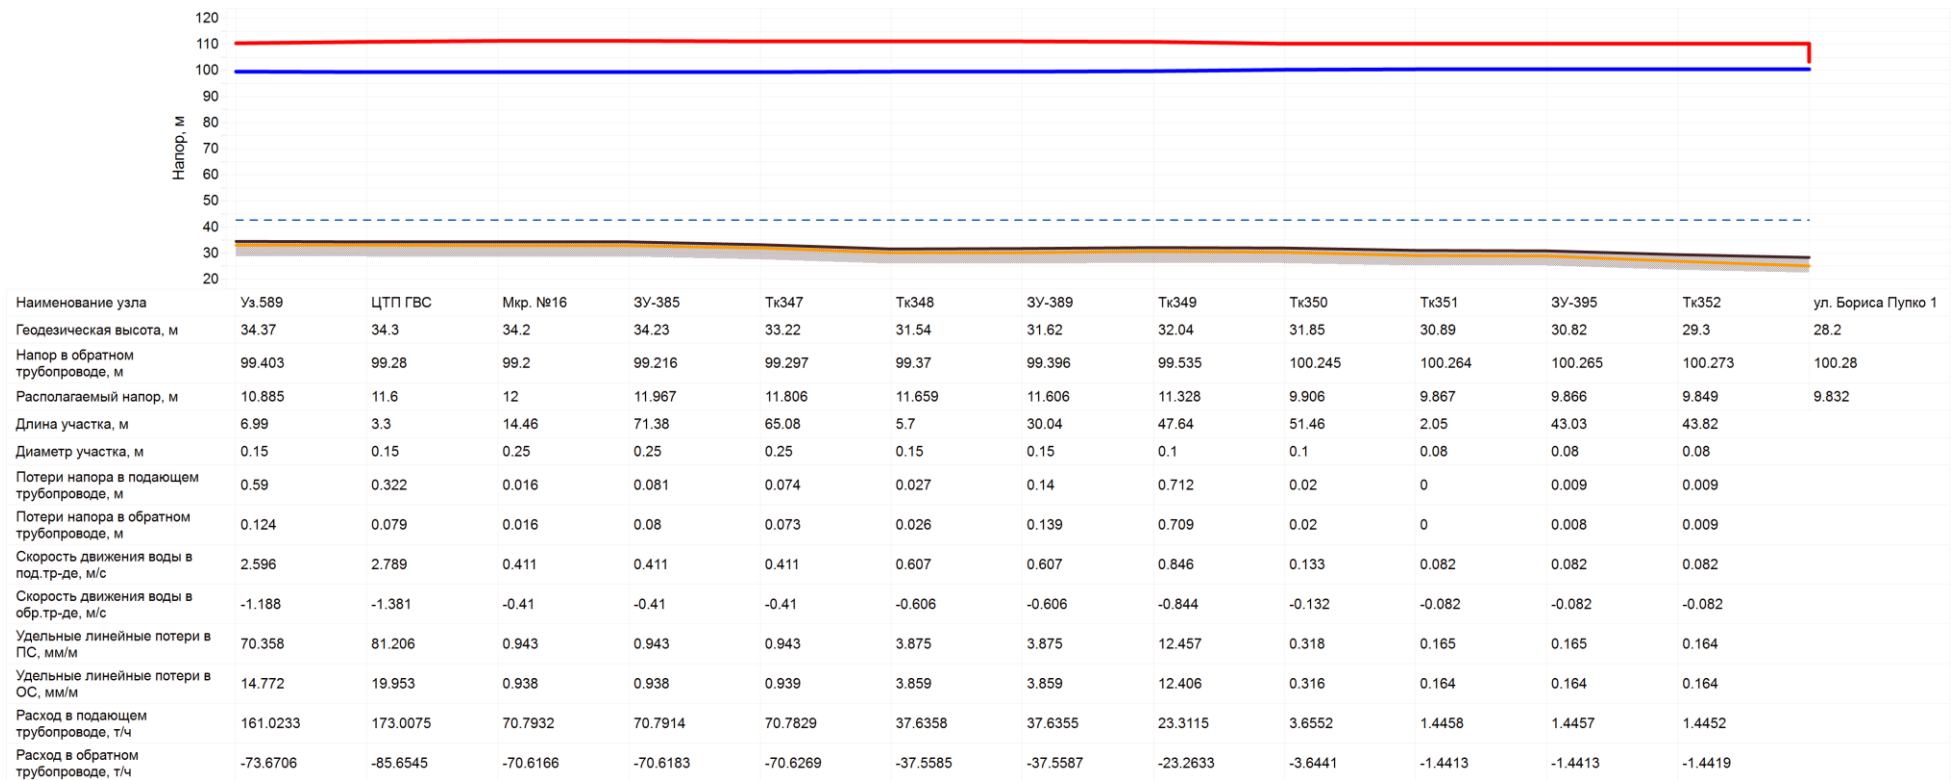 120
110
100
90
80
70
60
50
40
30
20
Напор, м
Наименование узла Уз.589 ЦТП ГВС Мкр. №16 ЗУ-385 Тк347 Тк348 ЗУ-389 Тк349 Тк350 Тк351 ЗУ-395 Тк352 ул. Бориса Пупко 1
Геодезическая высота, м 34.37 34.3 34.2 34.23 33.22 31.54 31.62 32.04 31.85 30.89 30.82 29.3 28.2
Напор в обратном
трубопроводе, м 99.403 99.28 99.2 99.216 99.297 99.37 99.396 99.535 100.245 100.264 100.265 100.273 100.28
Располагаемый напор, м 10.885 11.6 12 11.967 11.806 11.659 11.606 11.328 9.906 9.867 9.866 9.849 9.832
Длина участка, м 6.99 3.3 14.46 71.38 65.08 5.7 30.04 47.64 51.46 2.05 43.03 43.82
Диаметр участка, м 0.15 0.15 0.25 0.25 0.25 0.15 0.15 0.1 0.1 0.08 0.08 0.08
Потери напора в подающем
трубопроводе, м 0.59 0.322 0.016 0.081 0.074 0.027 0.14 0.712 0.02 0 0.009 0.009
Потери напора в обратном
трубопроводе, м 0.124 0.079 0.016 0.08 0.073 0.026 0.139 0.709 0.02 0 0.008 0.009
Скорость движения воды в
под.тр-де, м/с 2.596 2.789 0.411 0.411 0.411 0.607 0.607 0.846 0.133 0.082 0.082 0.082
Скорость движения воды в
обр.тр-де, м/с -1.188 -1.381 -0.41 -0.41 -0.41 -0.606 -0.606 -0.844 -0.132 -0.082 -0.082 -0.082
Удельные линейные потери в
ПС, мм/м 70.358 81.206 0.943 0.943 0.943 3.875 3.875 12.457 0.318 0.165 0.165 0.164
Удельные линейные потери в
ОС, мм/м 14.772 19.953 0.938 0.938 0.939 3.859 3.859 12.406 0.316 0.164 0.164 0.164
Расход в подающем
трубопроводе, т/ч 161.0233 173.0075 70.7932 70.7914 70.7829 37.6358 37.6355 23.3115 3.6552 1.4458 1.4457 1.4452
Расход в обратном
трубопроводе, т/ч -73.6706 -85.6545 -70.6166 -70.6183 -70.6269 -37.5585 -37.5587 -23.2633 -3.6441 -1.4413 -1.4413 -1.4419